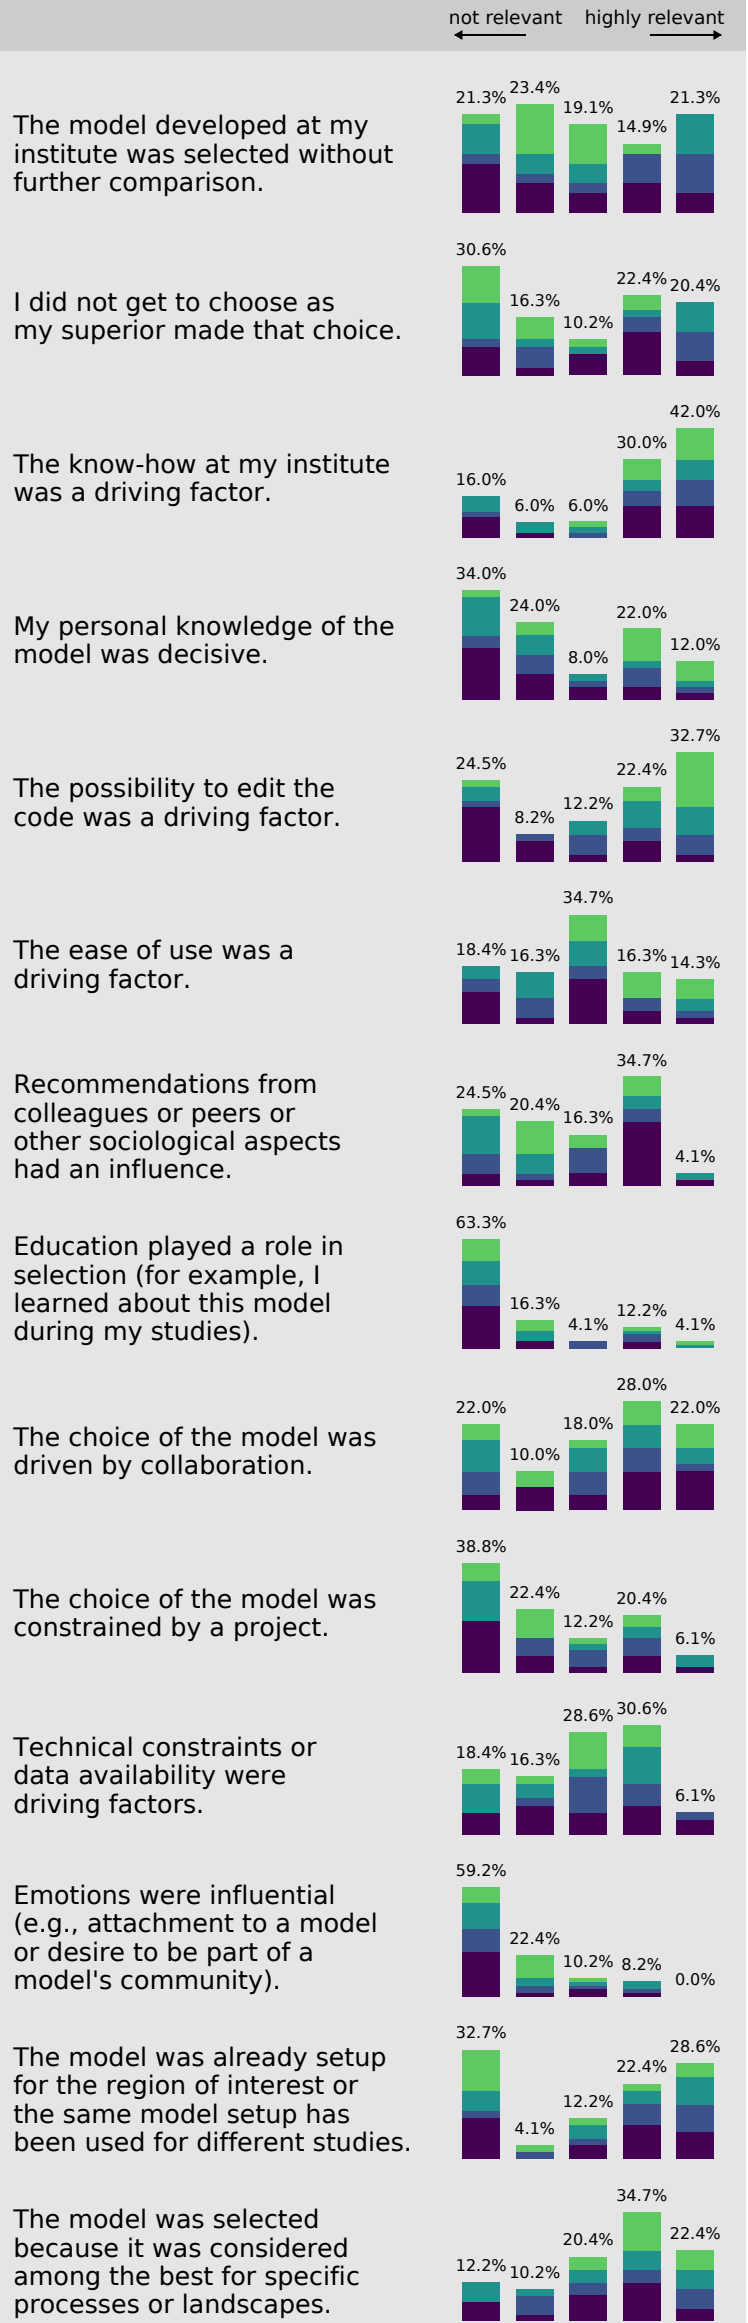 not relevant highly relevant
The model developed at my
institute was selected without
further comparison.
21.3% 23.4% 19.1% 14.9% 21.3%
I did not get to choose as
my superior made that choice.
30.6% 16.3% 10.2% 22.4% 20.4%
The know-how at my institute
was a driving factor.
16.0% 6.0% 6.0% 30.0% 42.0%
My personal knowledge of the
model was decisive.
34.0% 24.0% 8.0% 22.0% 12.0%
The possibility to edit the
code was a driving factor.
24.5% 8.2% 12.2% 22.4% 32.7%
The ease of use was a
driving factor.
18.4% 16.3% 34.7% 16.3% 14.3%
Recommendations from
colleagues or peers or
other sociological aspects
had an influence.
24.5% 20.4% 16.3% 34.7% 4.1%
Education played a role in
selection (for example, I
learned about this model
during my studies).
63.3% 16.3% 4.1% 12.2% 4.1%
The choice of the model was
driven by collaboration.
22.0% 10.0% 18.0% 28.0% 22.0%
The choice of the model was
constrained by a project.
38.8% 22.4% 12.2% 20.4% 6.1%
Technical constraints or
data availability were
driving factors.
18.4% 16.3% 28.6% 30.6% 6.1%
Emotions were influential
(e.g., attachment to a model
or desire to be part of a
model's community).
59.2% 22.4% 10.2% 8.2% 0.0%
The model was already setup
for the region of interest or
the same model setup has
been used for different studies.
32.7% 4.1% 12.2% 22.4% 28.6%
The model was selected
because it was considered
among the best for specific
processes or landscapes.
12.2% 10.2% 20.4% 34.7% 22.4%